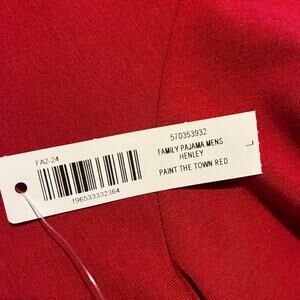 FA2-24
196533332364
570353932
FAMILY PAJAMA MENS
HENLEY
L
PAINT THE TOWN RED